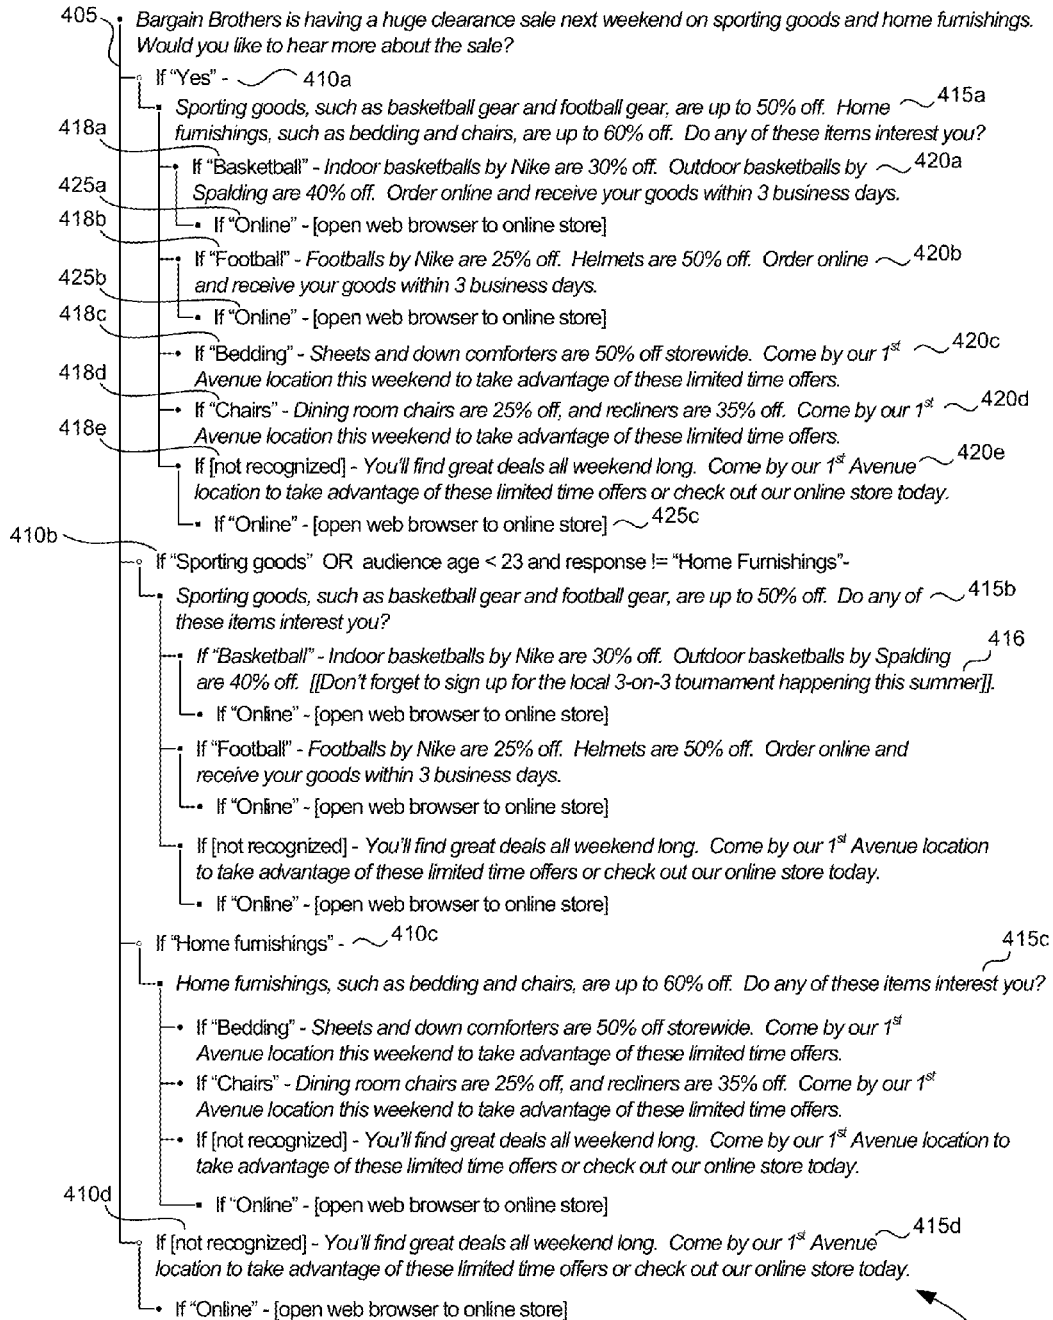 405 Bargain Brothers is having a huge clearance sale next weekend on sporting goods and home furnishings.
Would you like to hear more about the sale?
If "Yes" - 410a
Sporting goods, such as basketball gear and football gear, are up to 50% off. Home 415a
furnishings, such as bedding and chairs, are up to 60% off. Do any of these items interest you?
418a
If "Basketball" - Indoor basketballs by Nike are 30% off. Outdoor basketballs by 420a
425a Spalding are 40% off. Order online and receive your goods within 3 business days.
418b If "Online" - [open web browser to online store]
If "Football" - Footballs by Nike are 25% off. Helmets are 50% off. Order online 420b
425b and receive your goods within 3 business days.
418c If "Online" - [open web browser to online store]
If "Bedding" - Sheets and down comforters are 50% off storewide. Come by our 1st 420c
418d Avenue location this weekend to take advantage of these limited time offers.
If "Chairs" - Dining room chairs are 25% off, and recliners are 35% off. Come by our 1st 420d
418e Avenue location this weekend to take advantage of these limited time offers.
If [not recognized] - You'll find great deals all weekend long. Come by our 1st Avenue 420e
location to take advantage of these limited time offers or check out our online store today.
If "Online" - [open web browser to online store] 425c
410b
If "Sporting goods" OR audience age < 23 and response != "Home Furnishings"-
Sporting goods, such as basketball gear and football gear, are up to 50% off. Do any of 415b
these items interest you?
416
If "Basketball" - Indoor basketballs by Nike are 30% off. Outdoor basketballs by Spalding
are 40% off. [[Don't forget to sign up for the local 3-on-3 tournament happening this summer]].
If "Online" - [open web browser to online store]
If "Football" - Footballs by Nike are 25% off. Helmets are 50% off. Order online and
receive your goods within 3 business days.
If "Online" - [open web browser to online store]
If [not recognized] - You'll find great deals all weekend long. Come by our 1st Avenue location
to take advantage of these limited time offers or check out our online store today.
If "Online" - [open web browser to online store]
If "Home furnishings" - 410c
415c
Home furnishings, such as bedding and chairs, are up to 60% off. Do any of these items interest you?
If "Bedding" - Sheets and down comforters are 50% off storewide. Come by our 1st
Avenue location this weekend to take advantage of these limited time offers.
If "Chairs" - Dining room chairs are 25% off, and recliners are 35% off. Come by our 1st
Avenue location this weekend to take advantage of these limited time offers.
If [not recognized] - You'll find great deals all weekend long. Come by our 1st Avenue location to
take advantage of these limited time offers or check out our online store today.
410d
If "Online" - [open web browser to online store]
If [not recognized] - You'll find great deals all weekend long. Come by our 1st Avenue 415d
location to take advantage of these limited time offers or check out our online store today.
If "Online" - [open web browser to online store]